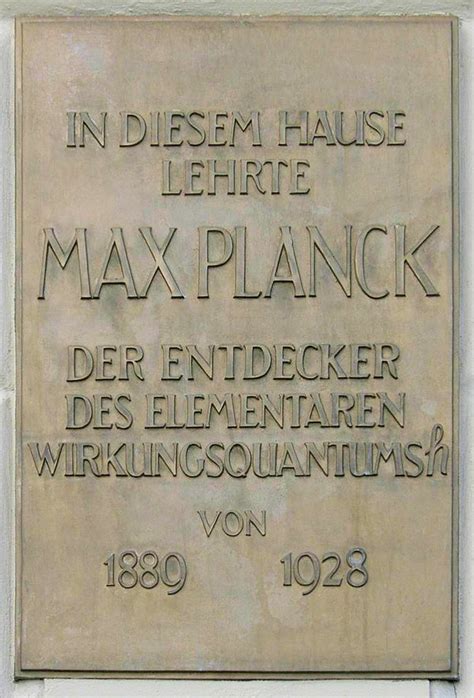 IN DIESEM HAUSE
LEHRTE
MAX PLANCK
DER ENTDECKER
DES ELEMENTAREN
WIRKUNGSQUANTUMS h
VON
1889 1928